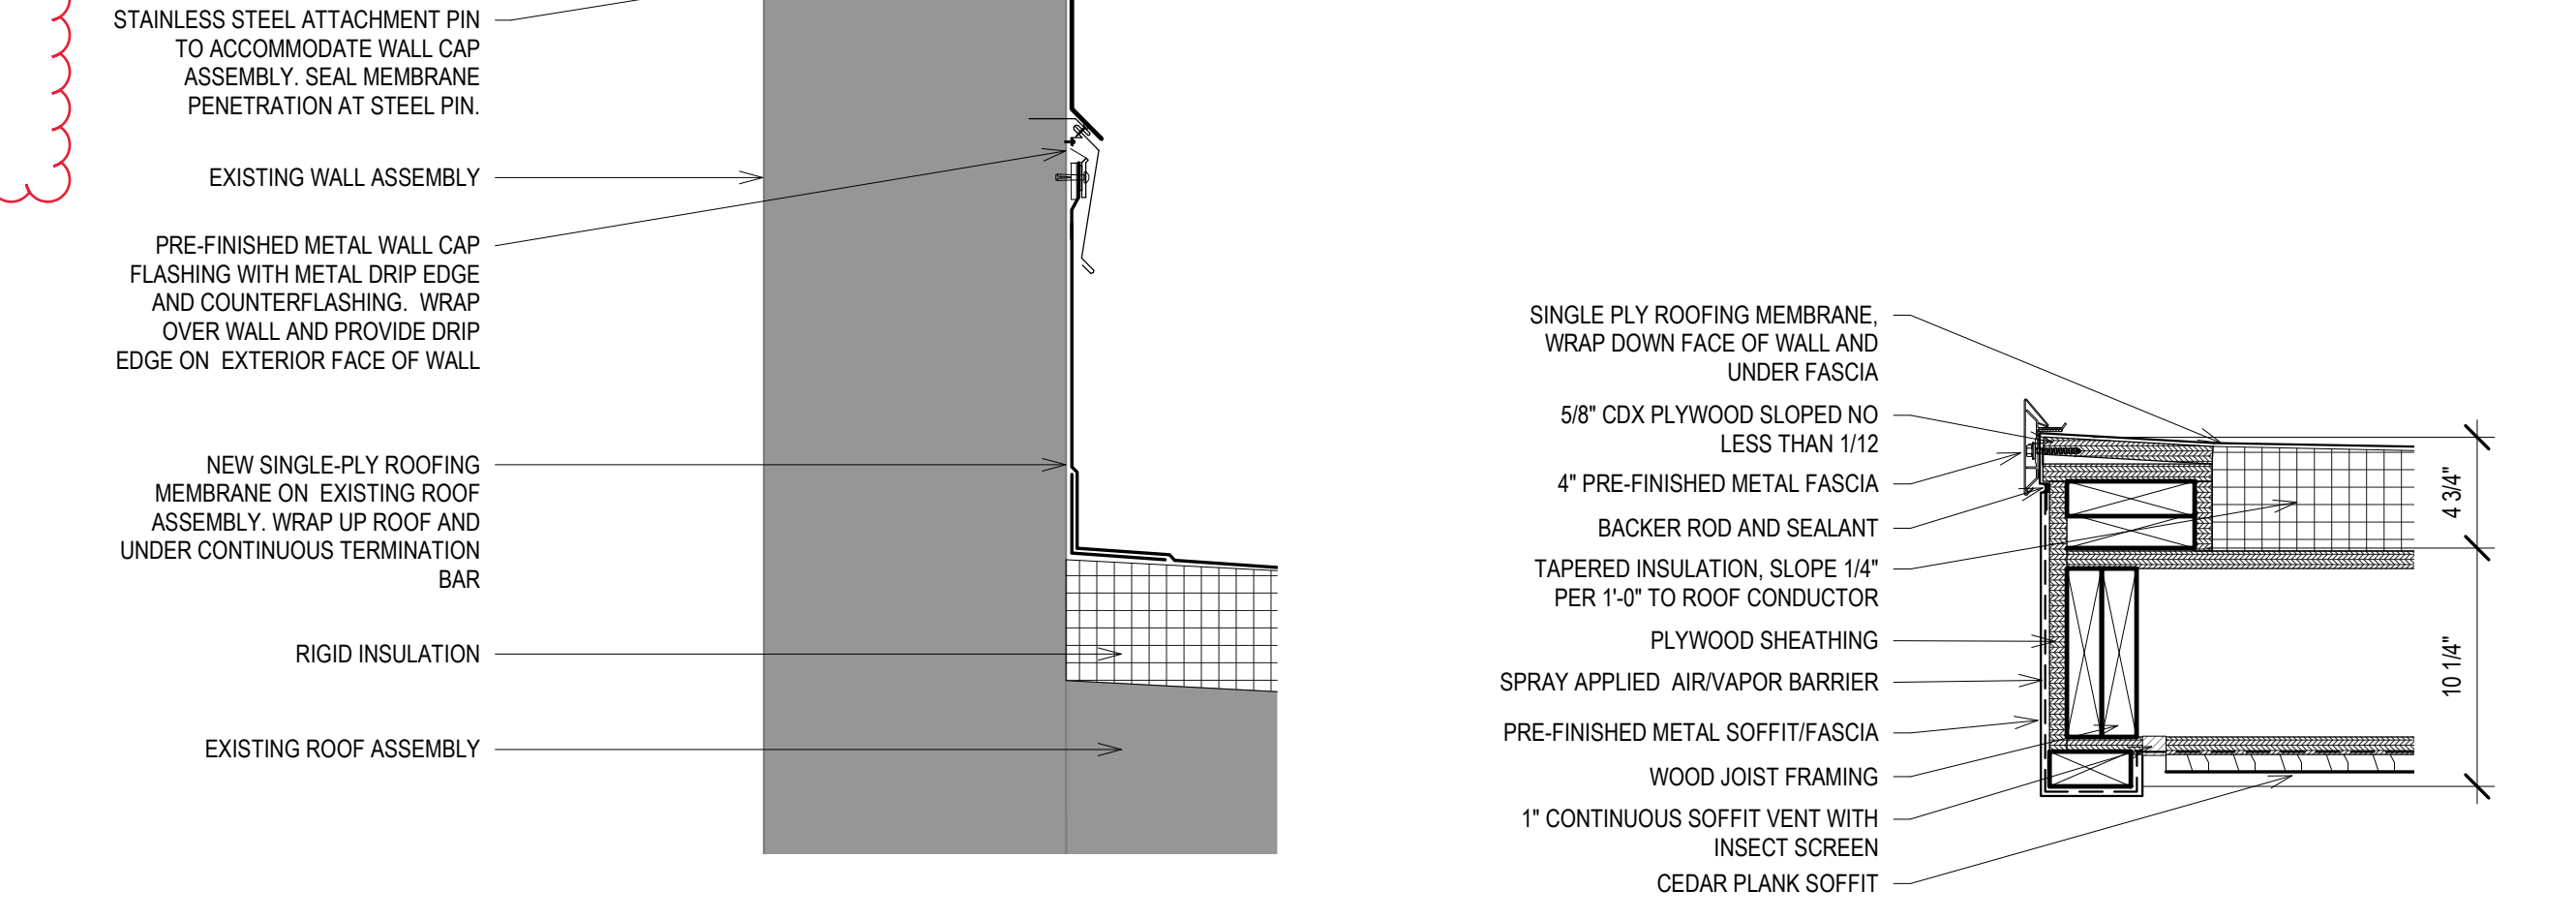 STAINLESS STEEL ATTACHMENT PIN
TO ACCOMMODATE WALL CAP
ASSEMBLY. SEAL MEMBRANE
PENETRATION AT STEEL PIN.
EXISTING WALL ASSEMBLY
PRE-FINISHED METAL WALL CAP
FLASHING WITH METAL DRIP EDGE
AND COUNTERFLASHING. WRAP
OVER WALL AND PROVIDE DRIP
EDGE ON EXTERIOR FACE OF WALL
NEW SINGLE-PLY ROOFING
MEMBRANE ON EXISTING ROOF
ASSEMBLY. WRAP UP ROOF AND
UNDER CONTINUOUS TERMINATION
BAR
RIGID INSULATION
EXISTING ROOF ASSEMBLY
SINGLE PLY ROOFING MEMBRANE,
WRAP DOWN FACE OF WALL AND
UNDER FASCIA
5/8" CDX PLYWOOD SLOPED NO
LESS THAN 1/12
4" PRE-FINISHED METAL FASCIA
BACKER ROD AND SEALANT
TAPERED INSULATION, SLOPE 1/4"
PER 1'-0" TO ROOF CONDUCTOR
PLYWOOD SHEATHING
SPRAY APPLIED AIR/VAPOR BARRIER
PRE-FINISHED METAL SOFFIT/FASCIA
WOOD JOIST FRAMING
1" CONTINUOUS SOFFIT VENT WITH
INSECT SCREEN
CEDAR PLANK SOFFIT
4 3/4"
10 1/4"